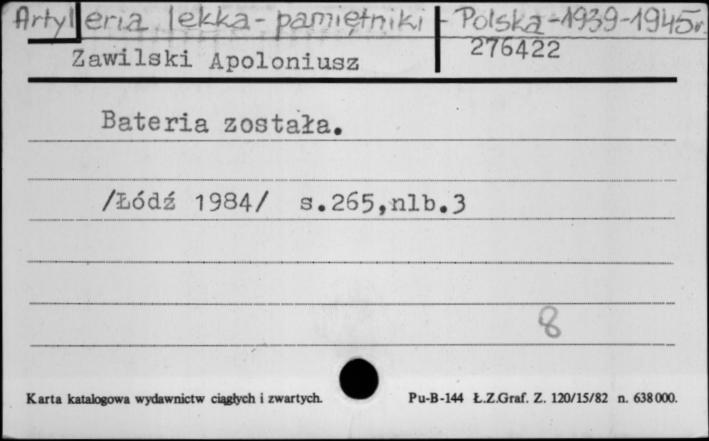 Artylleria lekka - pamiętniki - Polska - 1939-1945r.
Zawilski Apoloniusz 276422
Bateria została.
/Łódź 1984/ s.265,nlb.3
8
Karta katalogowa wydawnictw ciągłych i zwartych. Pu-B-144 Ł.Z.Graf. Z. 120/15/82 n. 638 000.